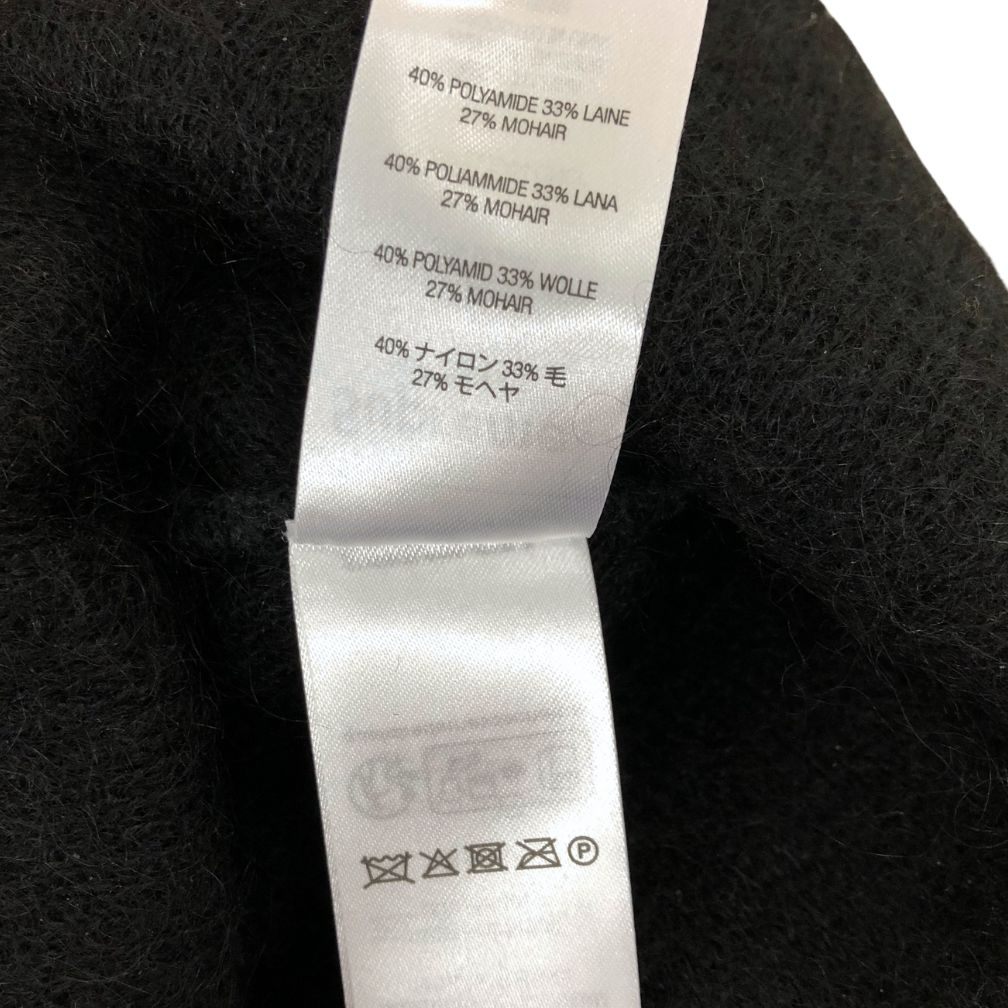 40% POLYAMIDE 33% LAINE
27% MOHAIR
40% POLIAMMIDE 33% LANA
27% MOHAIR
40% POLYAMID 33% WOLLE
27% MOHAIR
40% ナイロン 33% 毛
27% モヘヤ
P